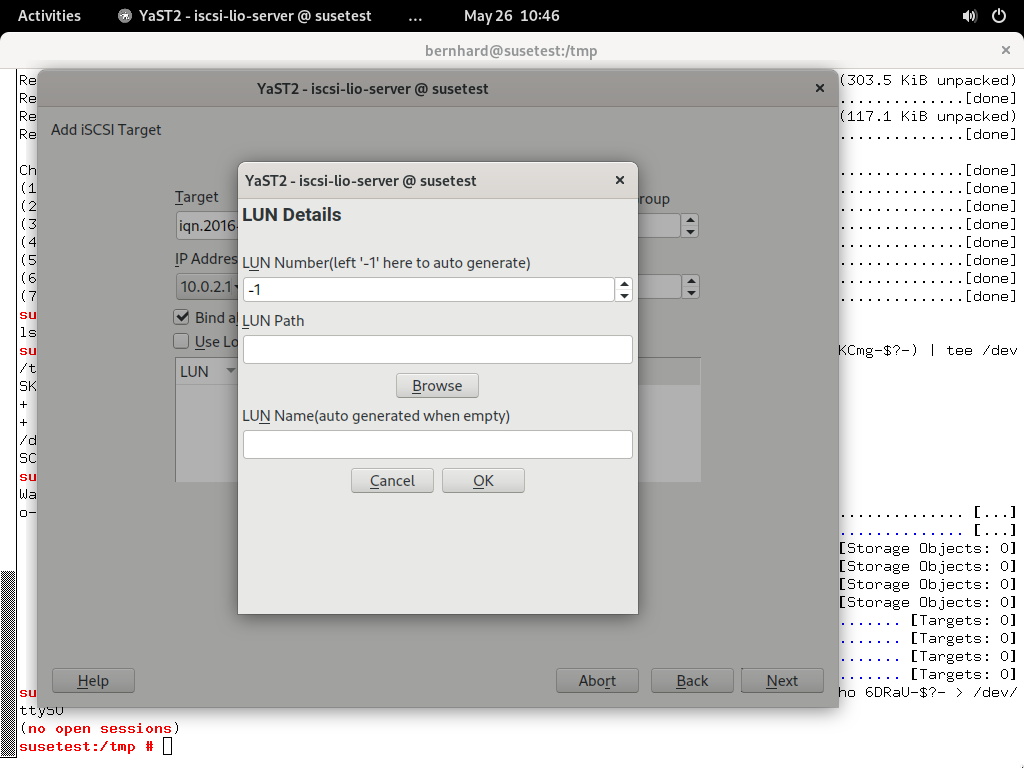 Activities YaST2 - iscsi-lio-server @ susetest ... May 26 10:46
bernhard@susetest:/tmp
Re (303.5 KiB unpacked)
Re ..............[done]
Re (117.1 KiB unpacked)
Re ..............[done]
YaST2 - iscsi-lio-server @ susetest
Add iSCSI Target
Ch [done]
(1 ..............[done]
(2 ..............[done]
(3 ..............[done]
(4 ..............[done]
(5 ..............[done]
(6 ..............[done]
(7 ..............[done]
Target roup
iqn.2016-
IP Addres
10.0.2.1
Bind a
Use Lo
LUN
YaST2 - iscsi-lio-server @ susetest
LUN Details
LUN Number(left '-1' here to auto generate)
-1
LUN Path
Browse
LUN Name(auto generated when empty)
Cancel OK
su
ls
su KCmg-$?-) | tee /dev
/t
SK
+
+
/d
SC
su
Wa
o- .............. [...]
.............. [...]
[Storage Objects: 0]
[Storage Objects: 0]
[Storage Objects: 0]
[Storage Objects: 0]
....... [Targets: 0]
....... [Targets: 0]
....... [Targets: 0]
....... [Targets: 0]
Help Abort Back Next
su ho 6DRaU-$?- > /dev/
ttyS0
(no open sessions)
susetest:/tmp #